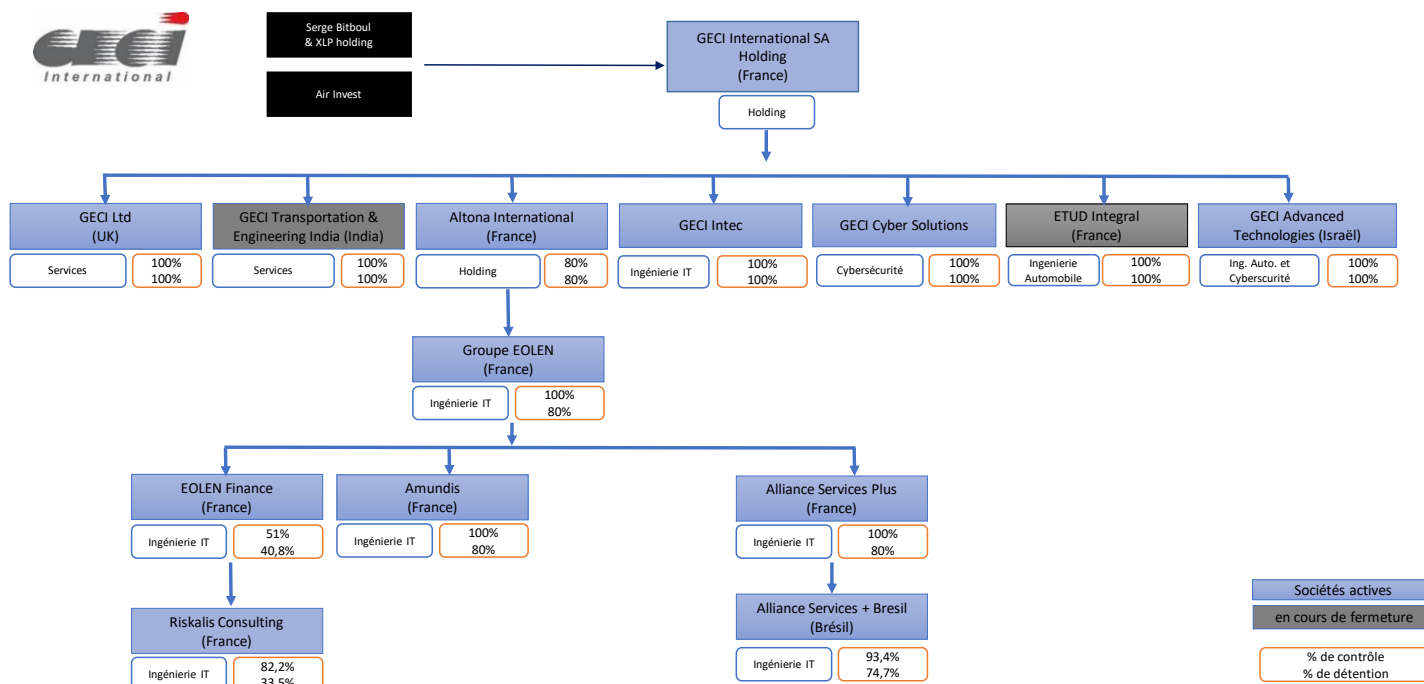 GECI
International
Serge Bitboul
& XLP holding
Air Invest
GECI International SA
Holding
(France)
Holding
GECI Ltd
(UK)
Services
100%
100%
GECI Transportation &
Engineering India (India)
Services
100%
100%
Altona International
(France)
Holding
80%
80%
GECI Intec
Ingénierie IT
100%
100%
GECI Cyber Solutions
Cybersécurité
100%
100%
ETUD Integral
(France)
Ingenierie
Automobile
100%
100%
GECI Advanced
Technologies (Israël)
Ing. Auto. et
Cyberscurité
100%
100%
Groupe EOLEN
(France)
Ingénierie IT
100%
80%
EOLEN Finance
(France)
Ingénierie IT
51%
40,8%
Amundis
(France)
Ingénierie IT
100%
80%
Alliance Services Plus
(France)
Ingénierie IT
100%
80%
Riskalis Consulting
(France)
Ingénierie IT
82,2%
33,5%
Alliance Services + Bresil
(Brésil)
Ingénierie IT
93,4%
74,7%
Sociétés actives
en cours de fermeture
% de contrôle
% de détention